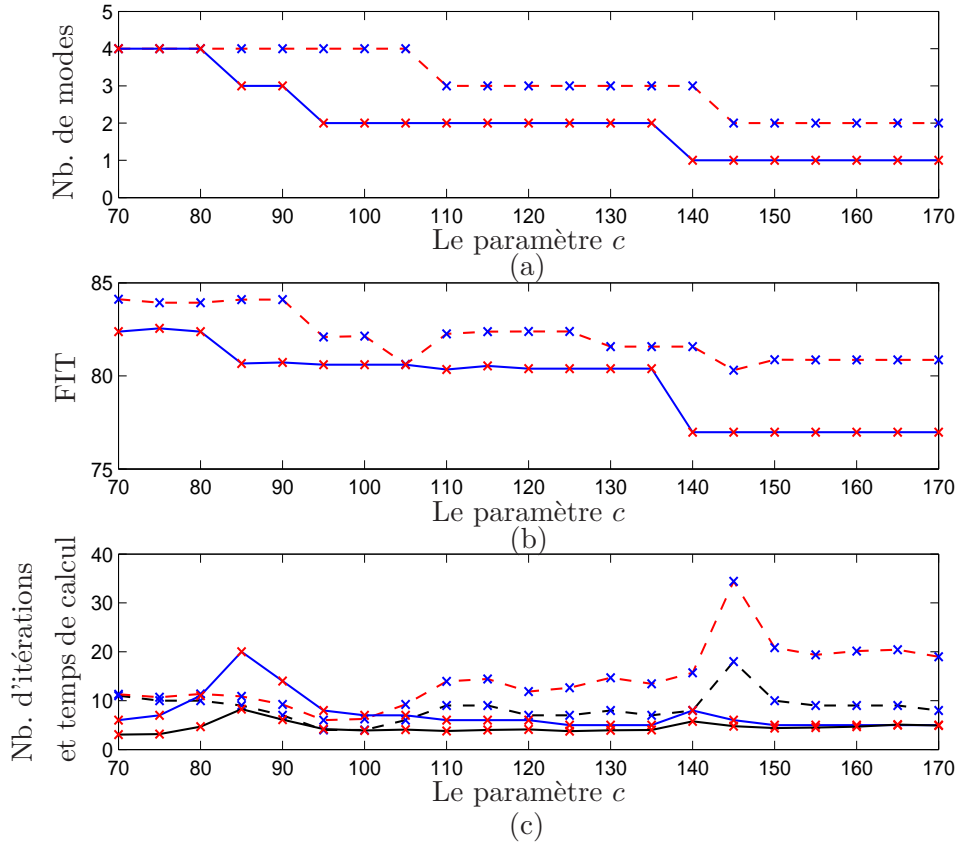 Nb. de modes
5
4
3
2
1
0
70 80 90 100 110 120 130 140 150 160 170
Le paramètre c
(a)
FIT
85
80
75
70 80 90 100 110 120 130 140 150 160 170
Le paramètre c
(b)
Nb. d'itérations
et temps de calcul
40
30
20
10
0
70 80 90 100 110 120 130 140 150 160 170
Le paramètre c
(c)